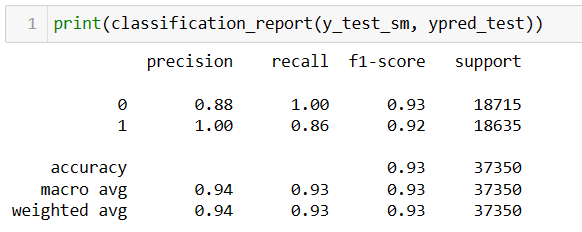 1 print(classification_report(y_test_sm, ypred_test))
precision recall f1-score support
0 0.88 1.00 0.93 18715
1 1.00 0.86 0.92 18635
accuracy 0.93 37350
macro avg 0.94 0.93 0.93 37350
weighted avg 0.94 0.93 0.93 37350